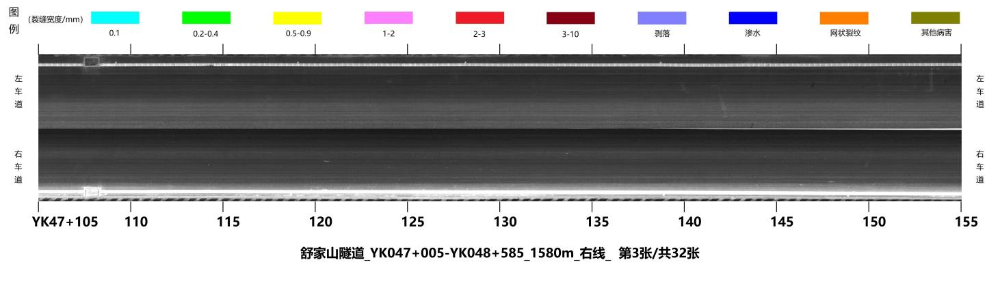 图例 (裂缝宽度/mm)
0.1 0.2-0.4 0.5-0.9 1-2 2-3 3-10 剥落 渗水 网状裂纹 其他病害
左车道 左车道
右车道 右车道
YK47+105 110 115 120 125 130 135 140 145 150 155
舒家山隧道_YK047+005-YK048+585_1580m_右线_ 第3张/共32张